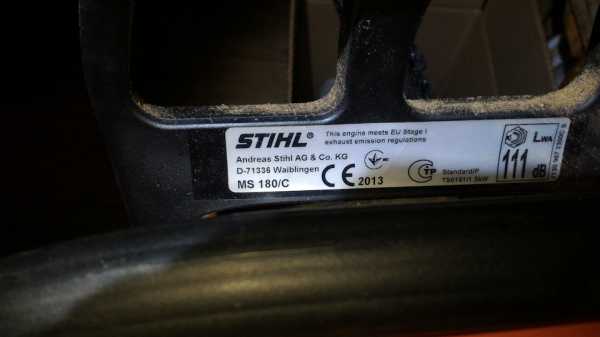 STIHL®
This engine meets EU Stage I
exhaust emission regulations
Andreas Stihl AG & Co. KG
D-71336 Waiblingen
MS 180/C
CE 2013
Standard/P
LWA
111
dB